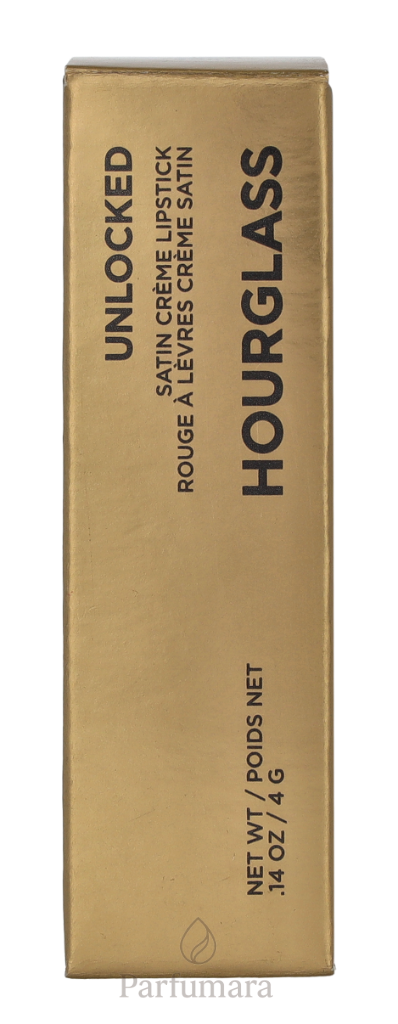 UNLOCKED
SATIN CRÈME LIPSTICK
ROUGE À LÈVRES CRÈME SATIN
HOURGLASS
NET WT / POIDS NET
.14 OZ / 4 G
Parfumara